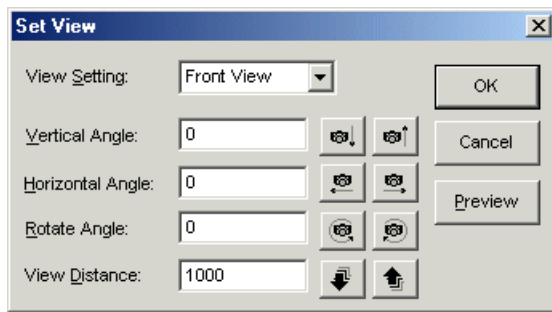 Set View
View Setting: Front View
OK
Vertical Angle: 0
Cancel
Horizontal Angle: 0
Preview
Rotate Angle: 0
View Distance: 1000